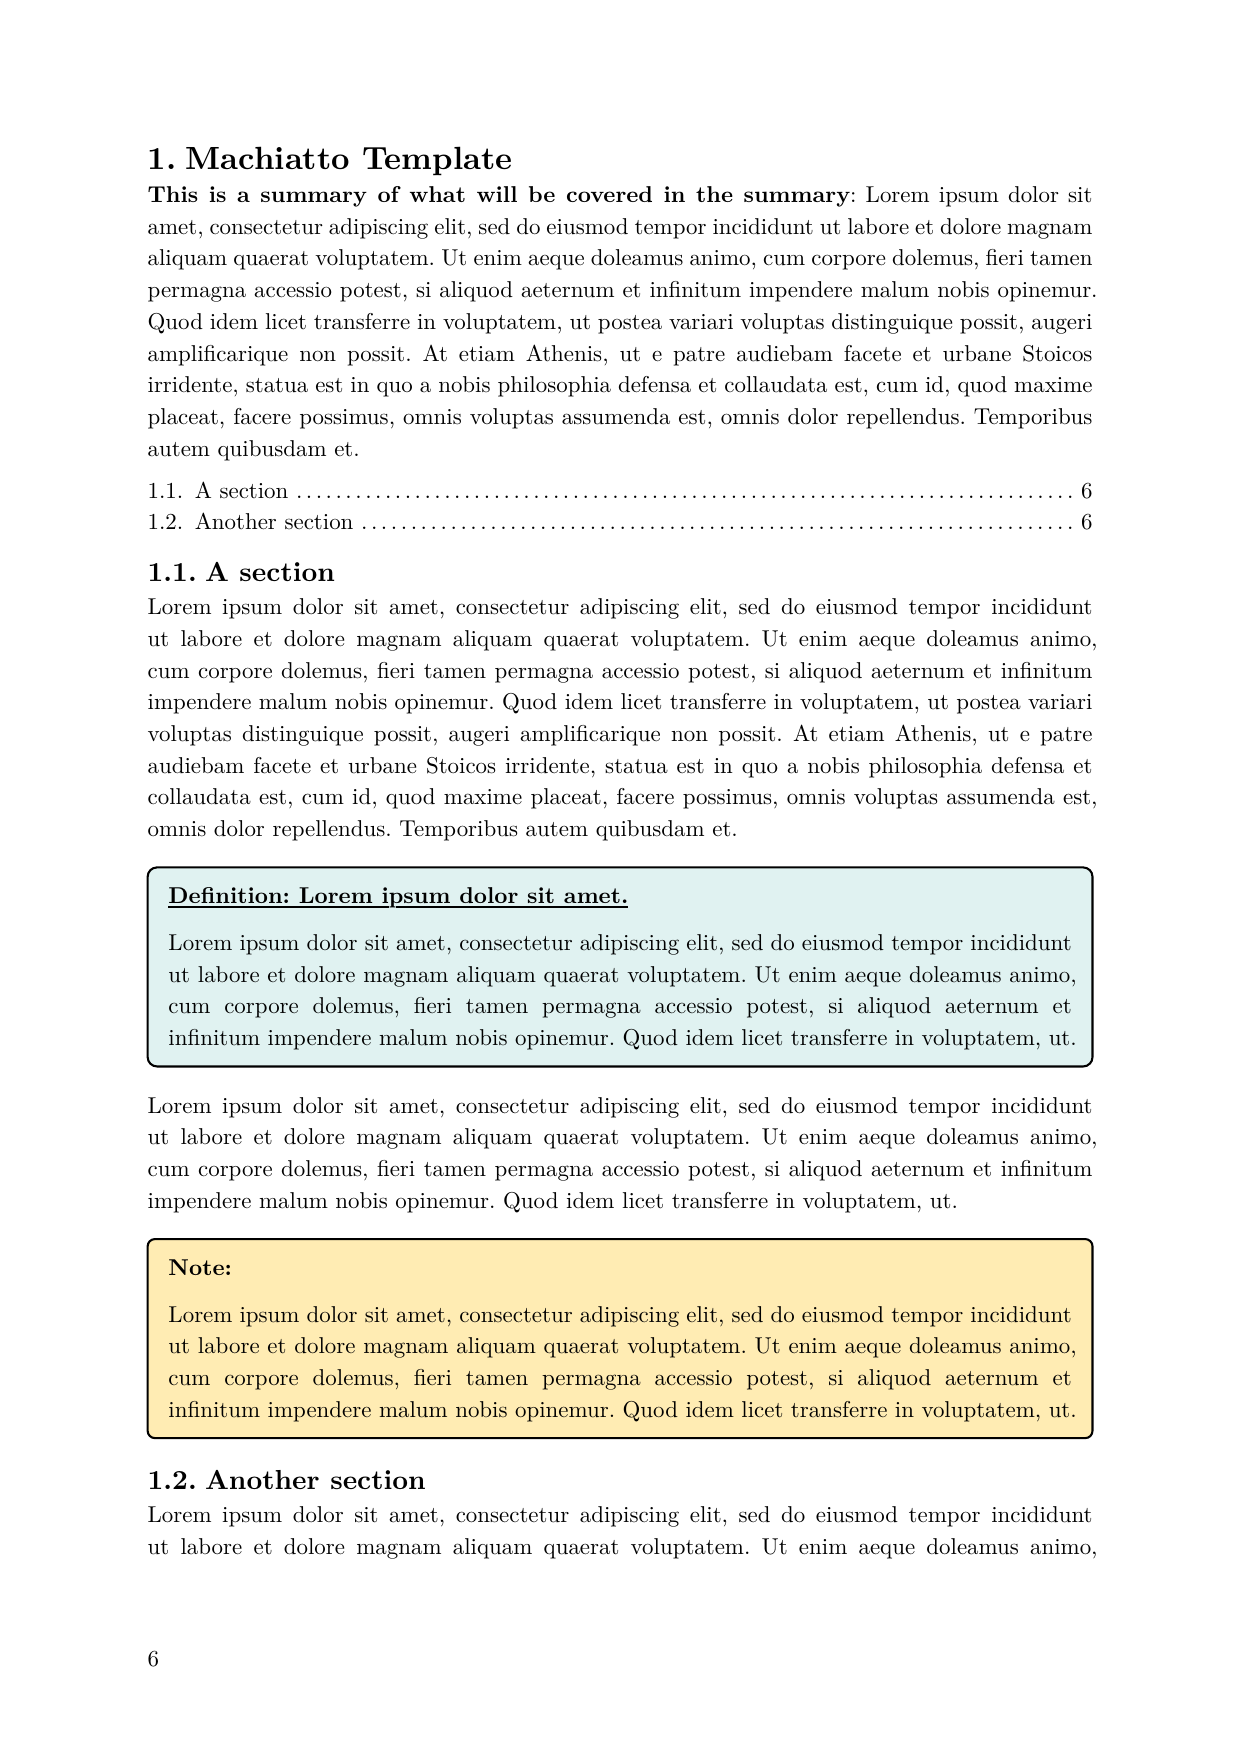 1. Machiatto Template
This is a summary of what will be covered in the summary: Lorem ipsum dolor sit
amet, consectetur adipiscing elit, sed do eiusmod tempor incididunt ut labore et dolore magnam
aliquam quaerat voluptatem. Ut enim aeque doleamus animo, cum corpore dolemus, fieri tamen
permagna accessio potest, si aliquod aeternum et infinitum impendere malum nobis opinemur.
Quod idem licet transferre in voluptatem, ut postea variari voluptas distinguique possit, augeri
amplificarique non possit. At etiam Athenis, ut e patre audiebam facete et urbane Stoicos
irridente, statua est in quo a nobis philosophia defensa et collaudata est, cum id, quod maxime
placeat, facere possimus, omnis voluptas assumenda est, omnis dolor repellendus. Temporibus
autem quibusdam et.
1.1. A section ........................................................................... 6
1.2. Another section ..................................................................... 6
1.1. A section
Lorem ipsum dolor sit amet, consectetur adipiscing elit, sed do eiusmod tempor incididunt
ut labore et dolore magnam aliquam quaerat voluptatem. Ut enim aeque doleamus animo,
cum corpore dolemus, fieri tamen permagna accessio potest, si aliquod aeternum et infinitum
impendere malum nobis opinemur. Quod idem licet transferre in voluptatem, ut postea variari
voluptas distinguique possit, augeri amplificarique non possit. At etiam Athenis, ut e patre
audiebam facete et urbane Stoicos irridente, statua est in quo a nobis philosophia defensa et
collaudata est, cum id, quod maxime placeat, facere possimus, omnis voluptas assumenda est,
omnis dolor repellendus. Temporibus autem quibusdam et.
Definition: Lorem ipsum dolor sit amet.
Lorem ipsum dolor sit amet, consectetur adipiscing elit, sed do eiusmod tempor incididunt
ut labore et dolore magnam aliquam quaerat voluptatem. Ut enim aeque doleamus animo,
cum corpore dolemus, fieri tamen permagna accessio potest, si aliquod aeternum et
infinitum impendere malum nobis opinemur. Quod idem licet transferre in voluptatem, ut.
Lorem ipsum dolor sit amet, consectetur adipiscing elit, sed do eiusmod tempor incididunt
ut labore et dolore magnam aliquam quaerat voluptatem. Ut enim aeque doleamus animo,
cum corpore dolemus, fieri tamen permagna accessio potest, si aliquod aeternum et infinitum
impendere malum nobis opinemur. Quod idem licet transferre in voluptatem, ut.
Note:
Lorem ipsum dolor sit amet, consectetur adipiscing elit, sed do eiusmod tempor incididunt
ut labore et dolore magnam aliquam quaerat voluptatem. Ut enim aeque doleamus animo,
cum corpore dolemus, fieri tamen permagna accessio potest, si aliquod aeternum et
infinitum impendere malum nobis opinemur. Quod idem licet transferre in voluptatem, ut.
1.2. Another section
Lorem ipsum dolor sit amet, consectetur adipiscing elit, sed do eiusmod tempor incididunt
ut labore et dolore magnam aliquam quaerat voluptatem. Ut enim aeque doleamus animo,
6